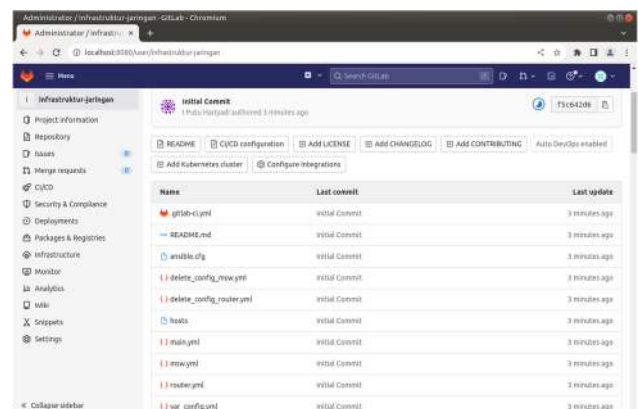 Administrator / Infrastruktur-jaringan · GitLab - Chromium
Administrator / Infrastru
localhost:8080/user/infrastruktur-jaringan
Menu
Search GitLab
I Infrastruktur-jaringan
Project information
Repository
Issues 0
Merge requests 0
CI/CD
Security & Compliance
Deployments
Packages & Registries
Infrastructure
Monitor
Analytics
Wiki
Snippets
Settings
Collapse sidebar
Initial Commit
I Putu Hariyadi authored 3 minutes ago
f5c642d6
README
CI/CD configuration
Add LICENSE
Add CHANGELOG
Add CONTRIBUTING
Auto DevOps enabled
Add Kubernetes cluster
Configure Integrations
Name Last commit Last update
.gitlab-ci.yml Initial Commit 3 minutes ago
README.md Initial Commit 3 minutes ago
ansible.cfg Initial Commit 3 minutes ago
delete_config_msw.yml Initial Commit 3 minutes ago
delete_config_router.yml Initial Commit 3 minutes ago
hosts Initial Commit 3 minutes ago
main.yml Initial Commit 3 minutes ago
msw.yml Initial Commit 3 minutes ago
router.yml Initial Commit 3 minutes ago
var_config.yml Initial Commit 3 minutes ago